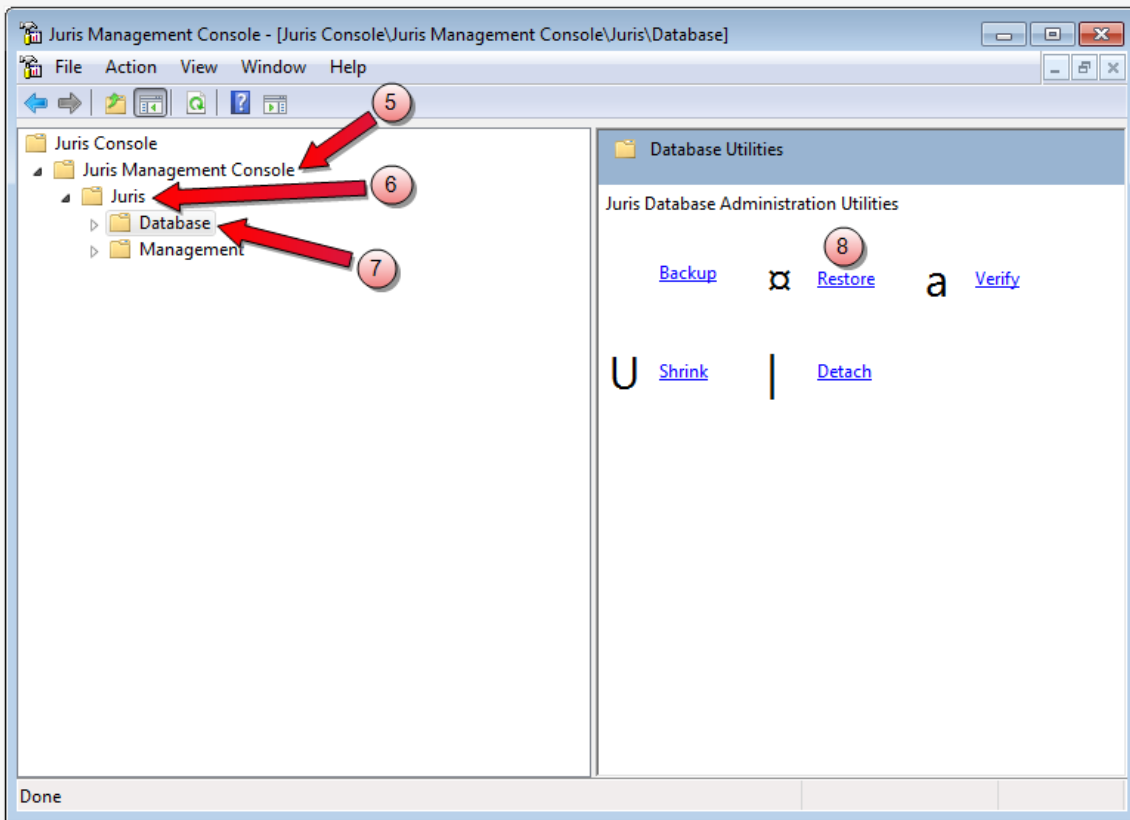 Juris Management Console - [Juris Console\Juris Management Console\Juris\Database]
File Action View Window Help
5
Juris Console
Juris Management Console
6
Juris
Database
Management
7
Database Utilities
Juris Database Administration Utilities
8
Backup ¤ Restore a Verify
U Shrink | Detach
Done